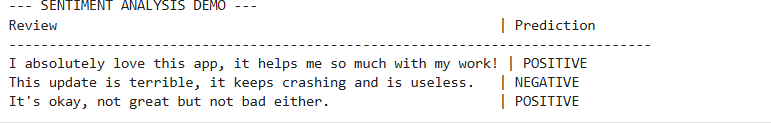 --- SENTIMENT ANALYSIS DEMO ---
Review | Prediction
--------------------------------------------------------------------------------
I absolutely love this app, it helps me so much with my work! | POSITIVE
This update is terrible, it keeps crashing and is useless. | NEGATIVE
It's okay, not great but not bad either. | POSITIVE